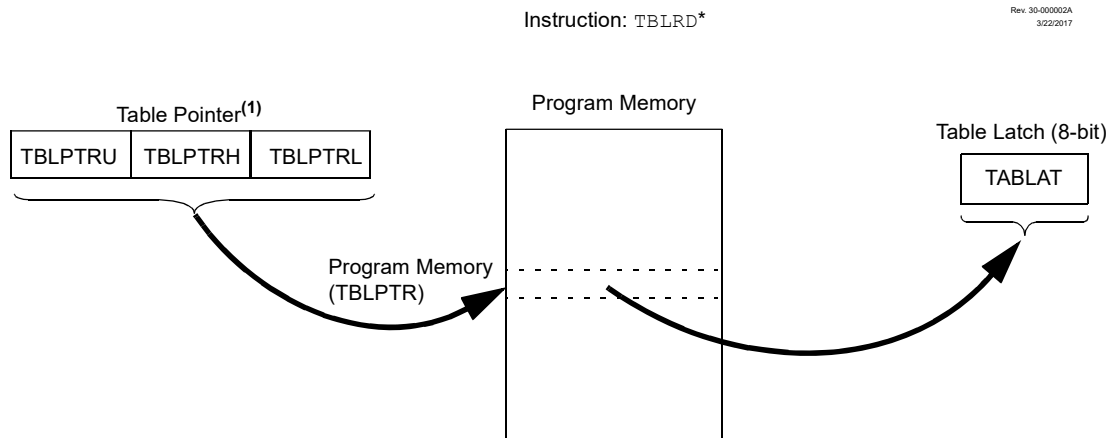 Instruction: TBLRD*
Rev. 30-000002A
3/22/2017
Table Pointer(1)
TBLPTRU TBLPTRH TBLPTRL
Program Memory
Table Latch (8-bit)
TABLAT
Program Memory
(TBLPTR)